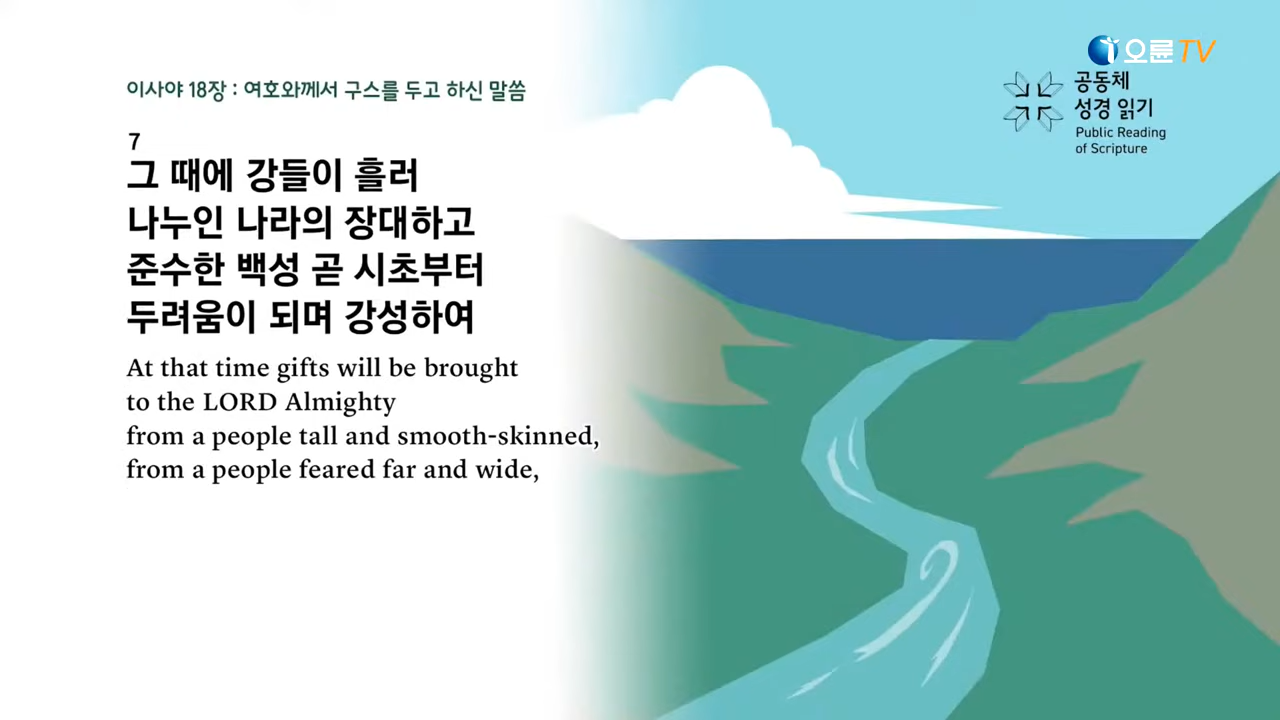 오륜TV
이사야 18장 : 여호와께서 구스를 두고 하신 말씀
공동체
성경 읽기
Public Reading
of Scripture
7
그 때에 강들이 흘러
나누인 나라의 장대하고
준수한 백성 곧 시초부터
두려움이 되며 강성하여
At that time gifts will be brought
to the LORD Almighty
from a people tall and smooth-skinned,
from a people feared far and wide,